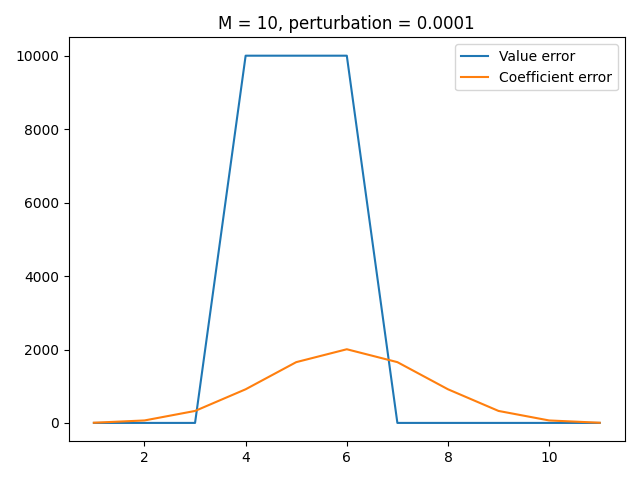 M = 10, perturbation = 0.0001
Value error
Coefficient error
10000
8000
6000
4000
2000
0
2 4 6 8 10